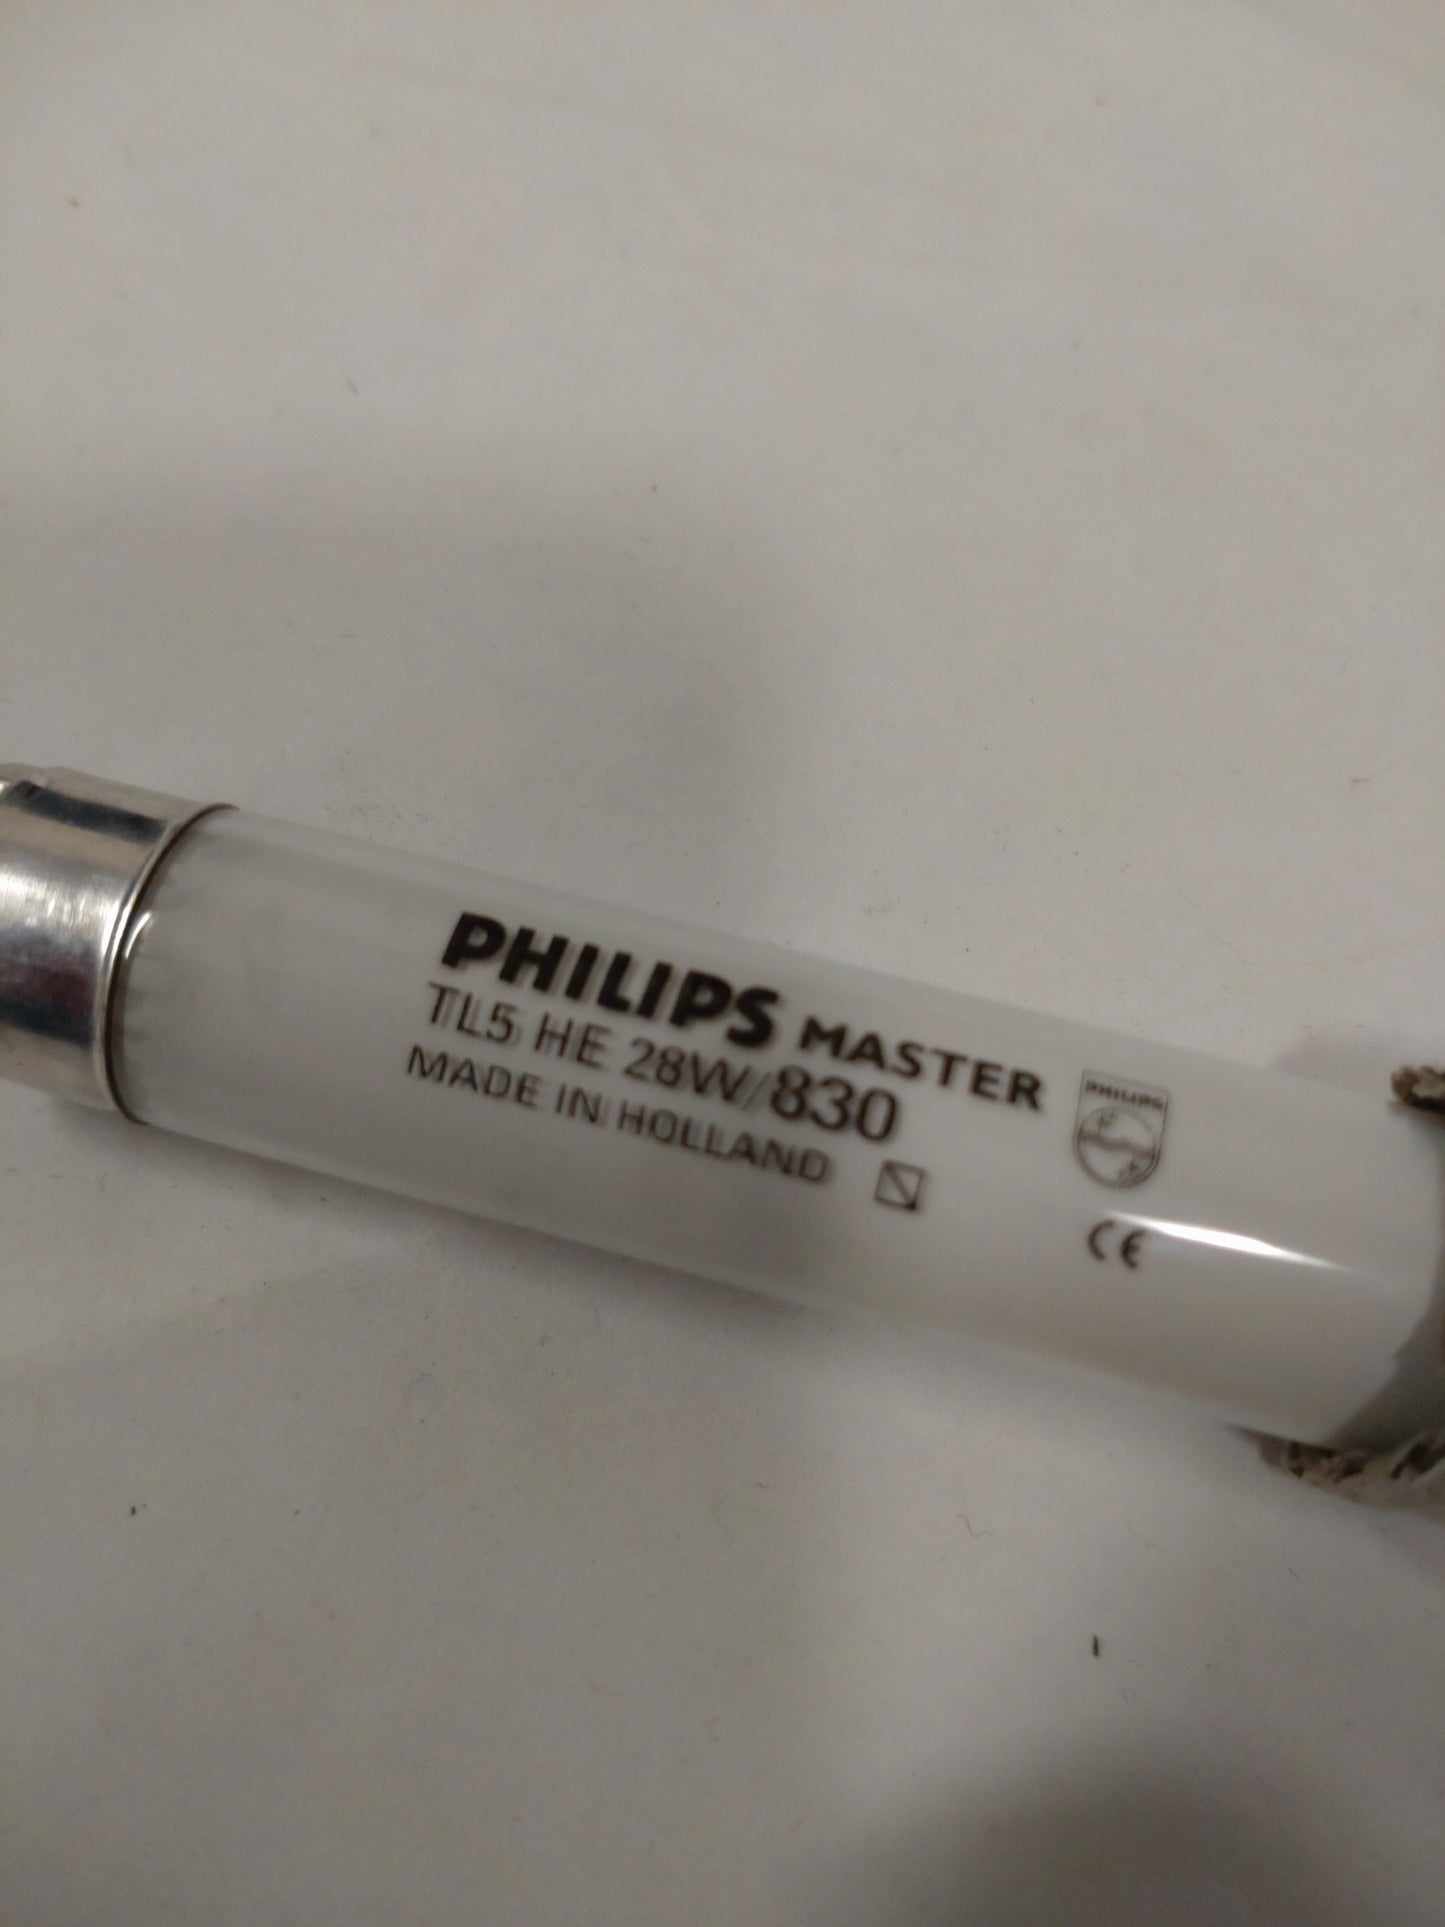 PHILIPS MASTER
TL5 HE 28W/830
MADE IN HOLLAND
PHILIPS
CE